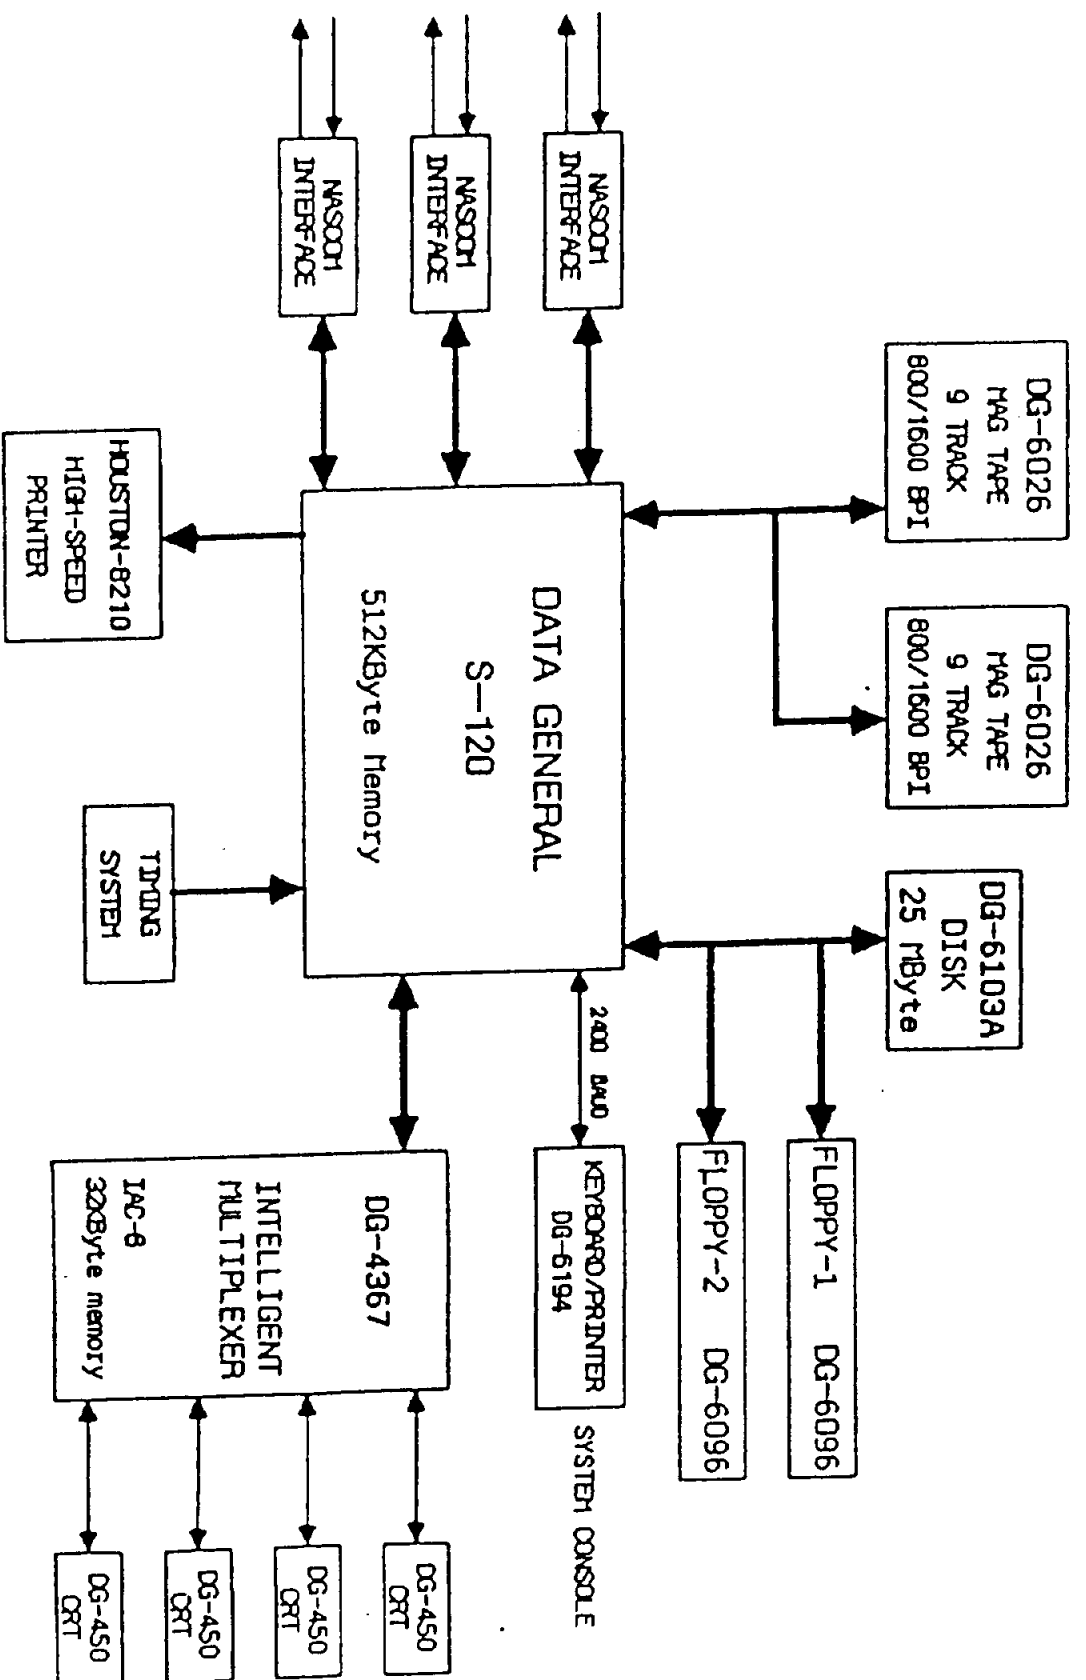 DG-6026
MAG TAPE
9 TRACK
800/1600 BPI
DG-6026
MAG TAPE
9 TRACK
800/1600 BPI
DG-6103A
DISK
25 MByte
FLOPPY-1 DG-6096
FLOPPY-2 DG-6096
NASCOM
INTERFACE
NASCOM
INTERFACE
NASCOM
INTERFACE
DATA GENERAL
S-120
512KByte Memory
2400 BAUD
KEYBOARD/PRINTER
DG-6194
SYSTEM CONSOLE
HOUSTON-8210
HIGH-SPEED
PRINTER
TIMING
SYSTEM
DG-4367
INTELLIGENT
MULTIPLEXER
IAC-8
32KByte memory
DG-450
CRT
DG-450
CRT
DG-450
CRT
DG-450
CRT